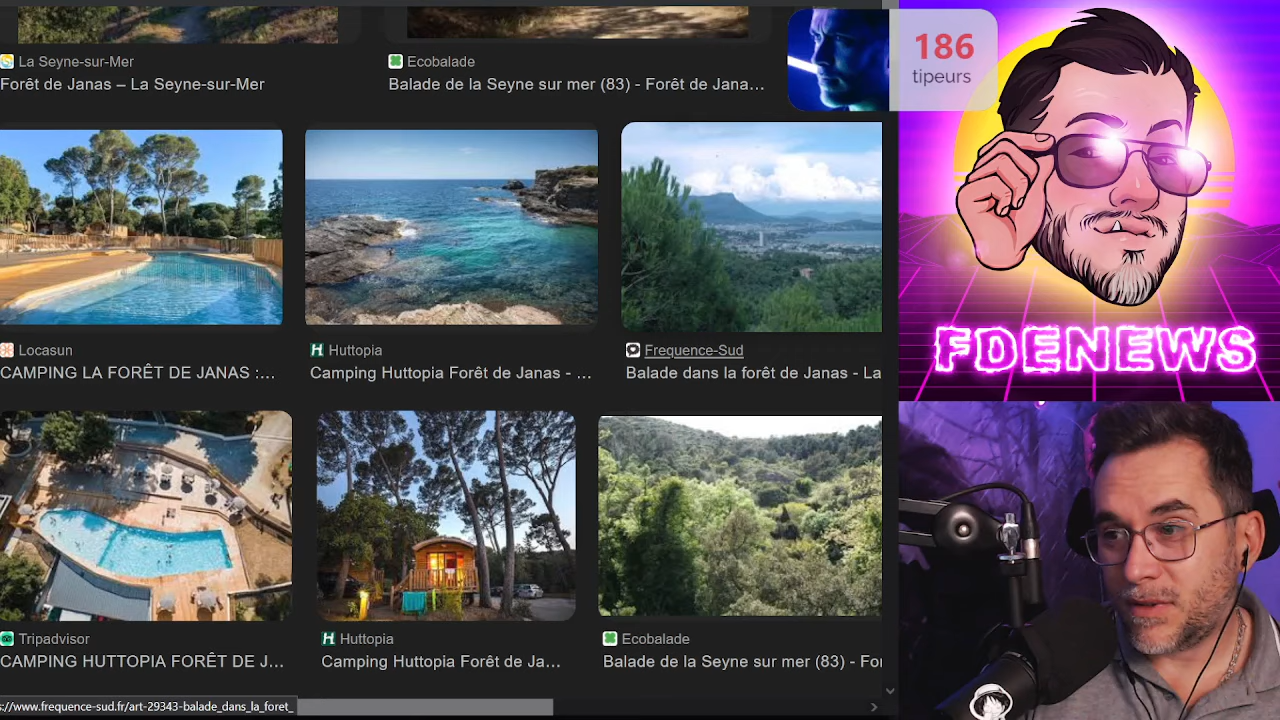 La Seyne-sur-Mer
Forêt de Janas – La Seyne-sur-Mer
Ecobalade
Balade de la Seyne sur mer (83) - Forêt de Jana…
186
tipeurs
Locasun
CAMPING LA FORÊT DE JANAS :…
Huttopia
Camping Huttopia Forêt de Janas - …
Frequence-Sud
Balade dans la forêt de Janas - La
FDENEWS
Tripadvisor
CAMPING HUTTOPIA FORÊT DE J…
Huttopia
Camping Huttopia Forêt de Ja…
Ecobalade
Balade de la Seyne sur mer (83) - For
s://www.frequence-sud.fr/art-29343-balade_dans_la_foret_